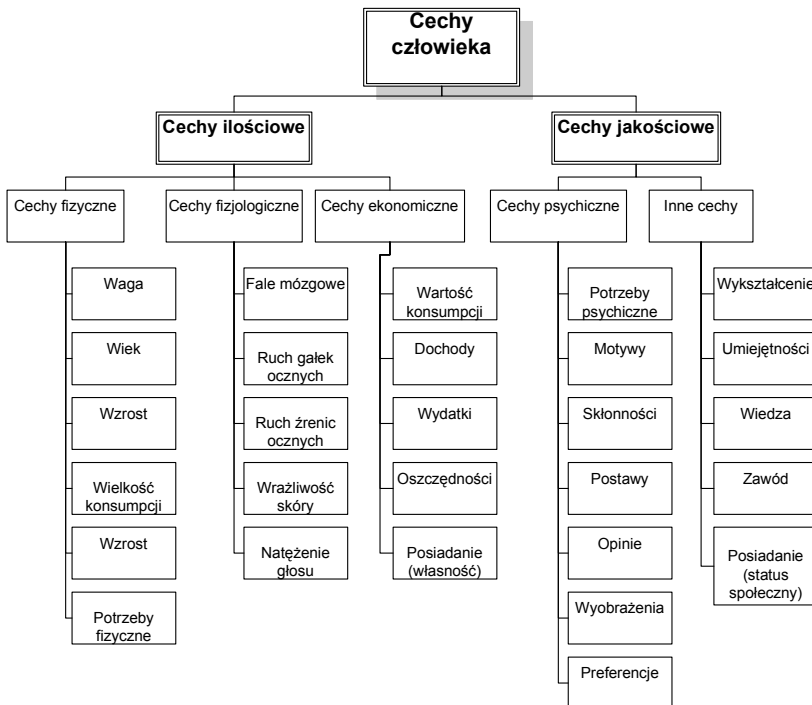 Cechy
człowieka
Cechy ilościowe
Cechy jakościowe
Cechy fizyczne
Cechy fizjologiczne
Cechy ekonomiczne
Cechy psychiczne
Inne cechy
Waga
Wiek
Wzrost
Wielkość
konsumpcji
Wzrost
Potrzeby
fizyczne
Fale mózgowe
Ruch gałek
ocznych
Ruch źrenic
ocznych
Wrażliwość
skóry
Natężenie
głosu
Wartość
konsumpcji
Dochody
Wydatki
Oszczędności
Posiadanie
(własność)
Potrzeby
psychiczne
Motywy
Skłonności
Postawy
Opinie
Wyobrażenia
Preferencje
Wykształcenie
Umiejętności
Wiedza
Zawód
Posiadanie
(status
społeczny)